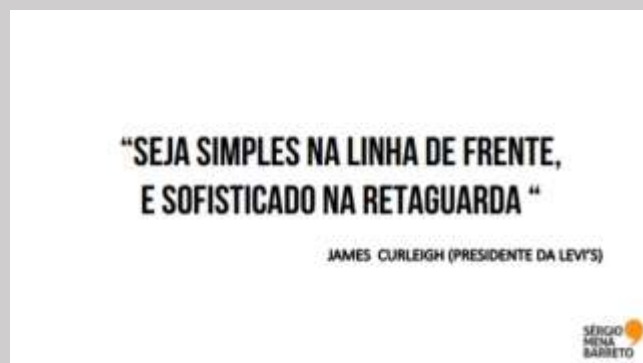 “SEJA SIMPLES NA LINHA DE FRENTE,
E SOFISTICADO NA RETAGUARDA “
JAMES CURLEIGH (PRESIDENTE DA LEVI'S)
SÉRGIO
MENA
BARRETO